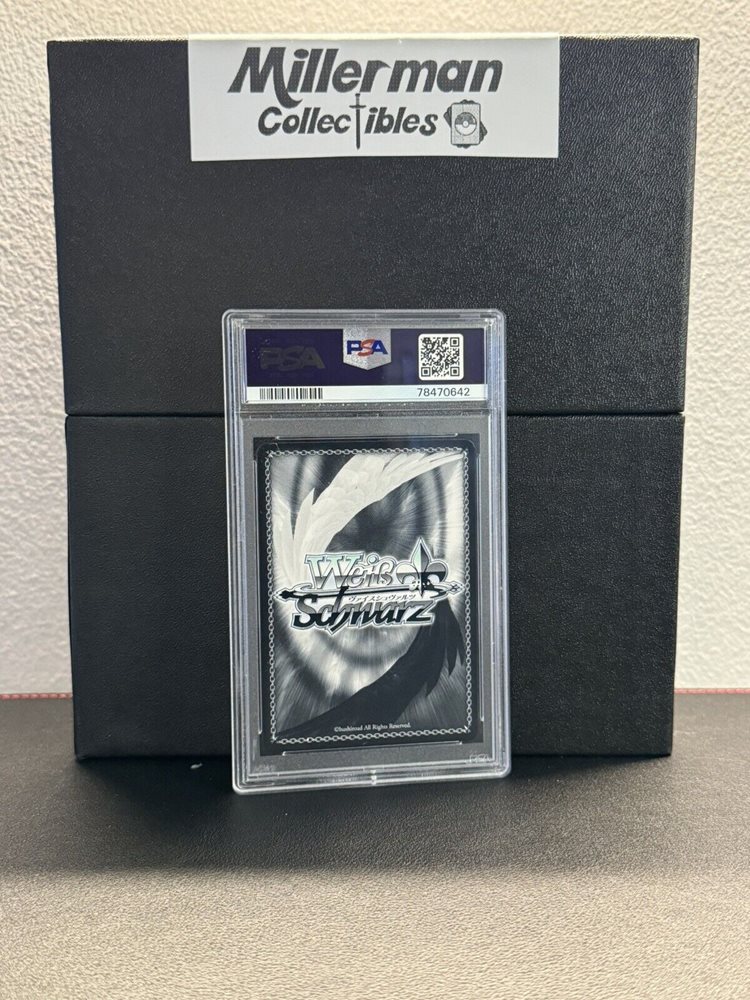 Millerman
Collectibles
PSA
PSA
78470642
Weiß
ヴァイスシュヴァルツ
Schwarz
©bushiroad All Rights Reserved.